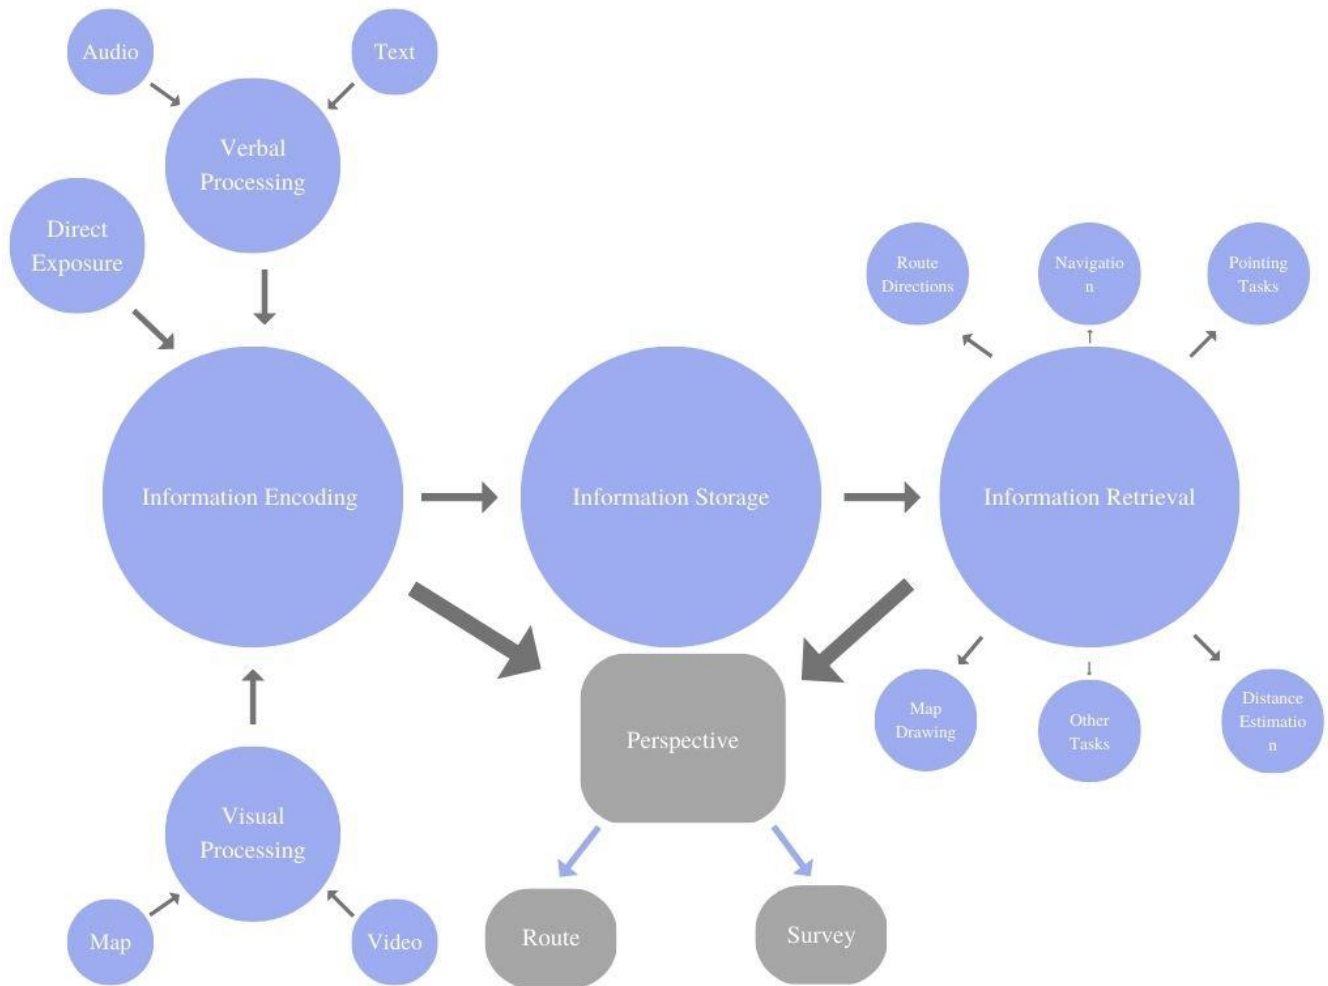 Audio
Text
Verbal
Processing
Direct
Exposure
Route
Directions
Navigatio
n
Pointing
Tasks
Information Encoding
Information Storage
Information Retrieval
Map
Drawing
Other
Tasks
Distance
Estimatio
n
Perspective
Visual
Processing
Map
Video
Route
Survey